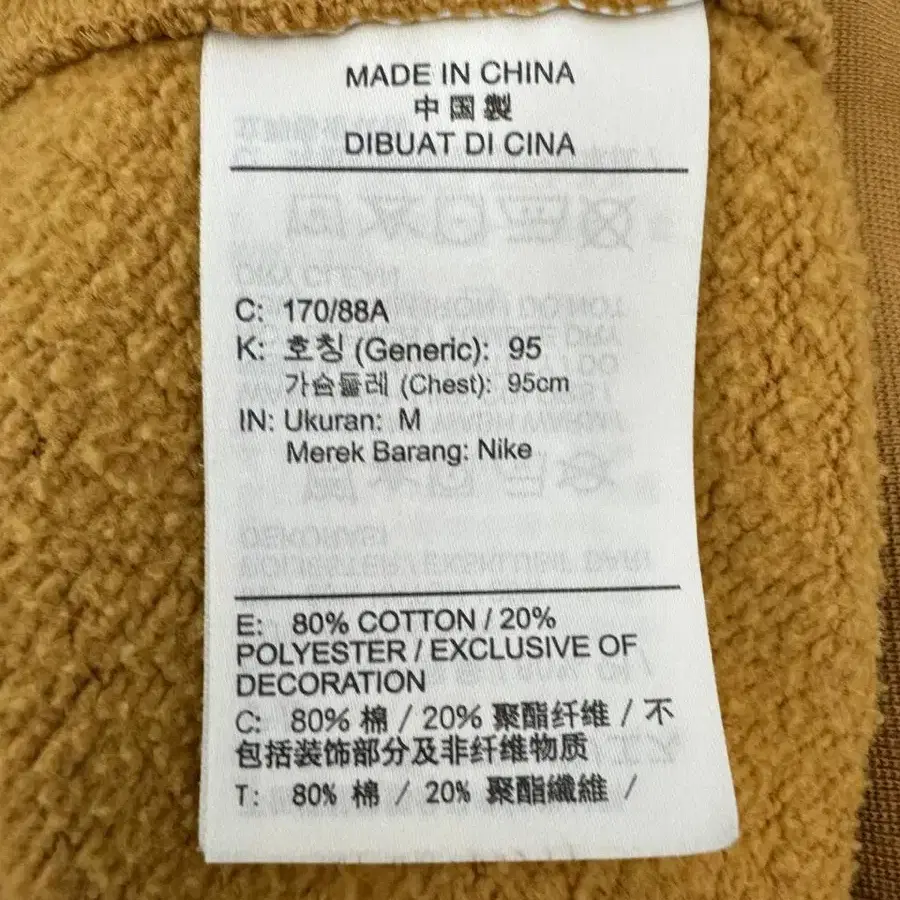 MADE IN CHINA
中国製
DIBUAT DI CINA
C: 170/88A
K: 호칭 (Generic): 95
가슴둘레 (Chest): 95cm
IN: Ukuran: M
Merek Barang: Nike
E: 80% COTTON / 20%
POLYESTER / EXCLUSIVE OF
DECORATION
C: 80% 棉 / 20% 聚酯纤维 / 不
包括装饰部分及非纤维物质
T: 80% 棉 / 20% 聚酯纖維 /